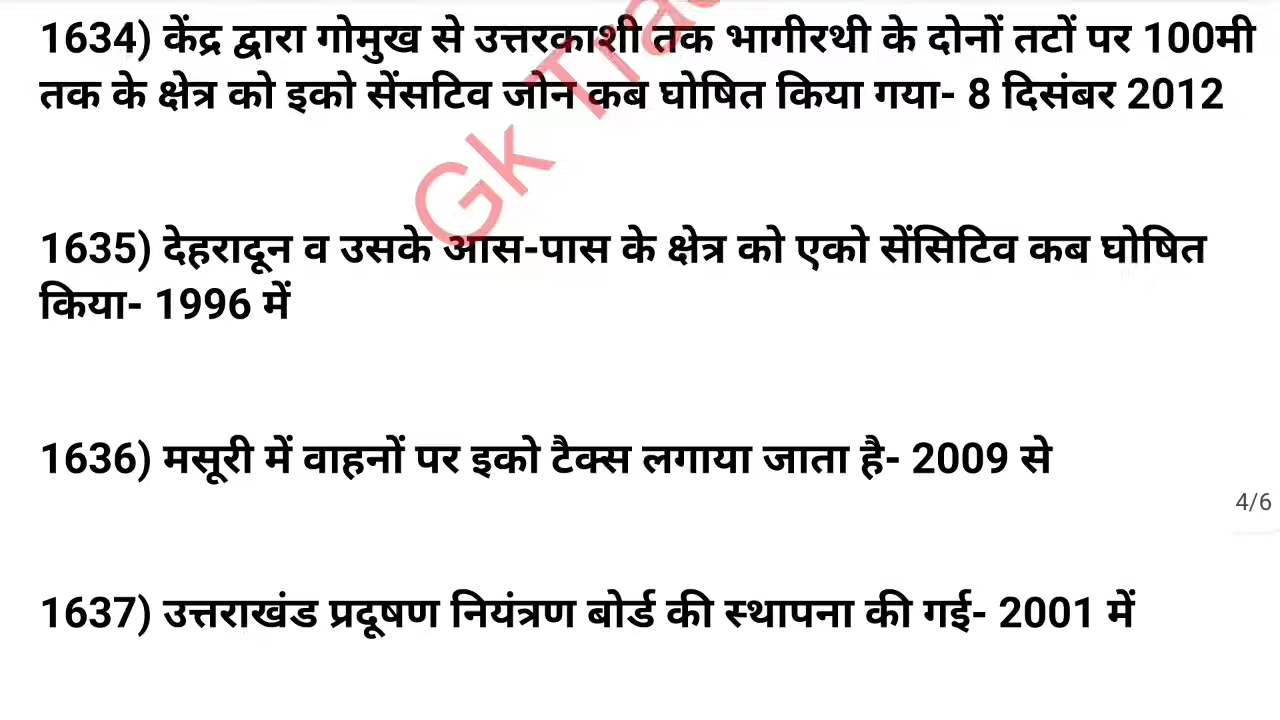 1634) केंद्र द्वारा गोमुख से उत्तरकाशी तक भागीरथी के दोनों तटों पर 100मी
तक के क्षेत्र को इको सेंसटिव जोन कब घोषित किया गया- 8 दिसंबर 2012
Gk
1635) देहरादून व उसके आस-पास के क्षेत्र को एको सेंसिटिव कब घोषित
किया- 1996 में
1636) मसूरी में वाहनों पर इको टैक्स लगाया जाता है- 2009 से
4/6
1637) उत्तराखंड प्रदूषण नियंत्रण बोर्ड की स्थापना की गई- 2001 में